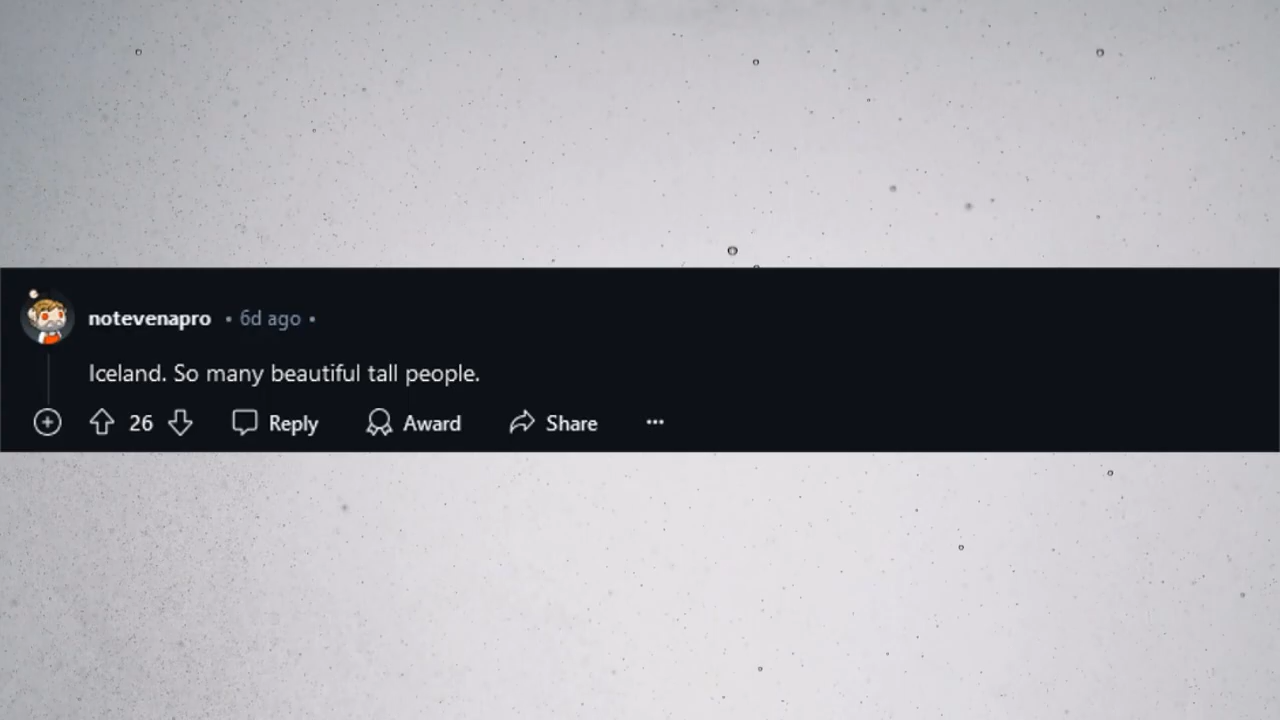 notevenapro • 6d ago •
Iceland. So many beautiful tall people.
26 Reply Award Share ...